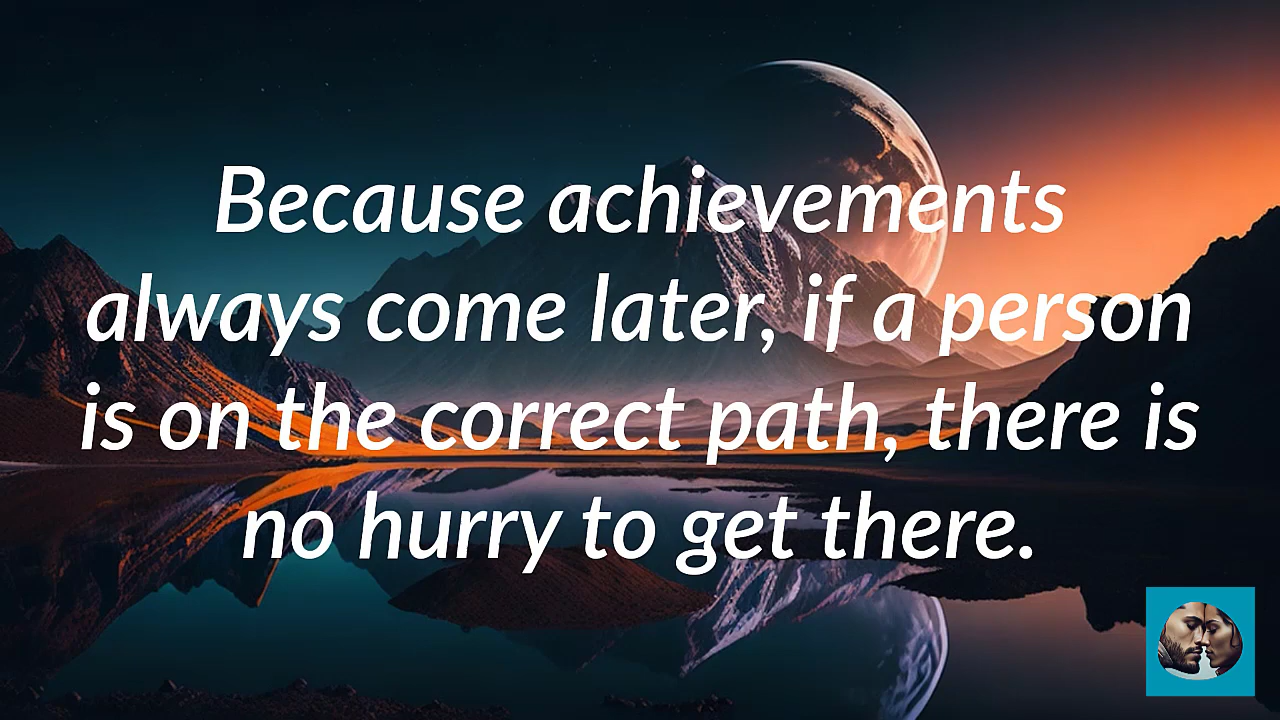 Because achievements
always come later, if a person
is on the correct path, there is
no hurry to get there.